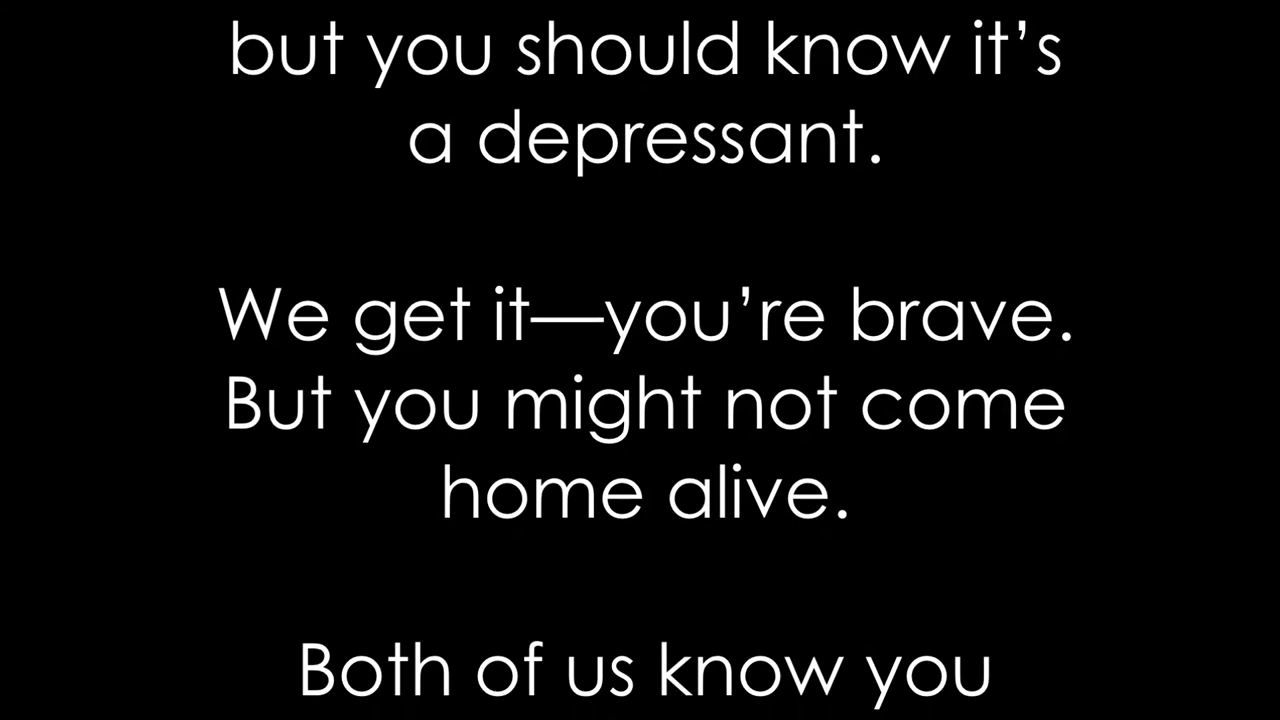 but you should know it’s
a depressant.
We get it—you’re brave.
But you might not come
home alive.
Both of us know you